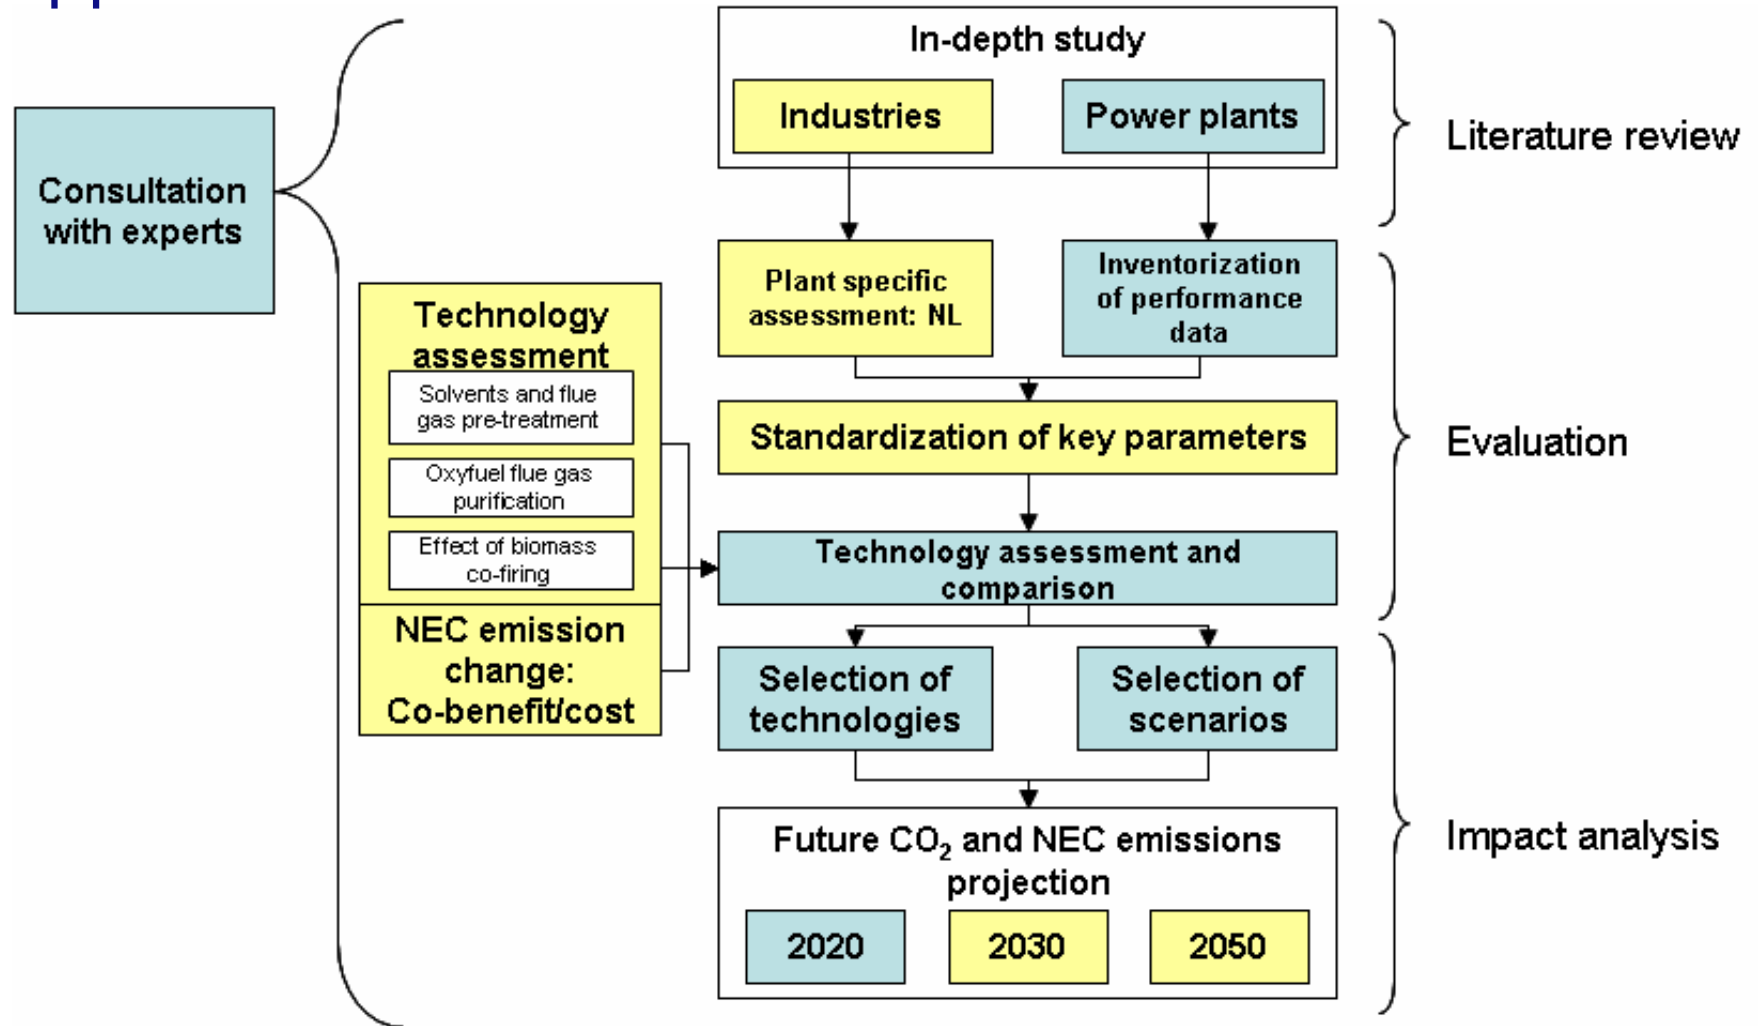 In-depth study
Industries
Power plants
Literature review
Consultation
with experts
Plant specific
assessment: NL
Inventorization
of performance
data
Technology
assessment
Solvents and flue
gas pre-treatment
Oxyfuel flue gas
purification
Effect of biomass
co-firing
NEC emission
change:
Co-benefit/cost
Standardization of key parameters
Evaluation
Technology assessment and
comparison
Selection of
technologies
Selection of
scenarios
Impact analysis
Future CO₂ and NEC emissions
projection
2020
2030
2050